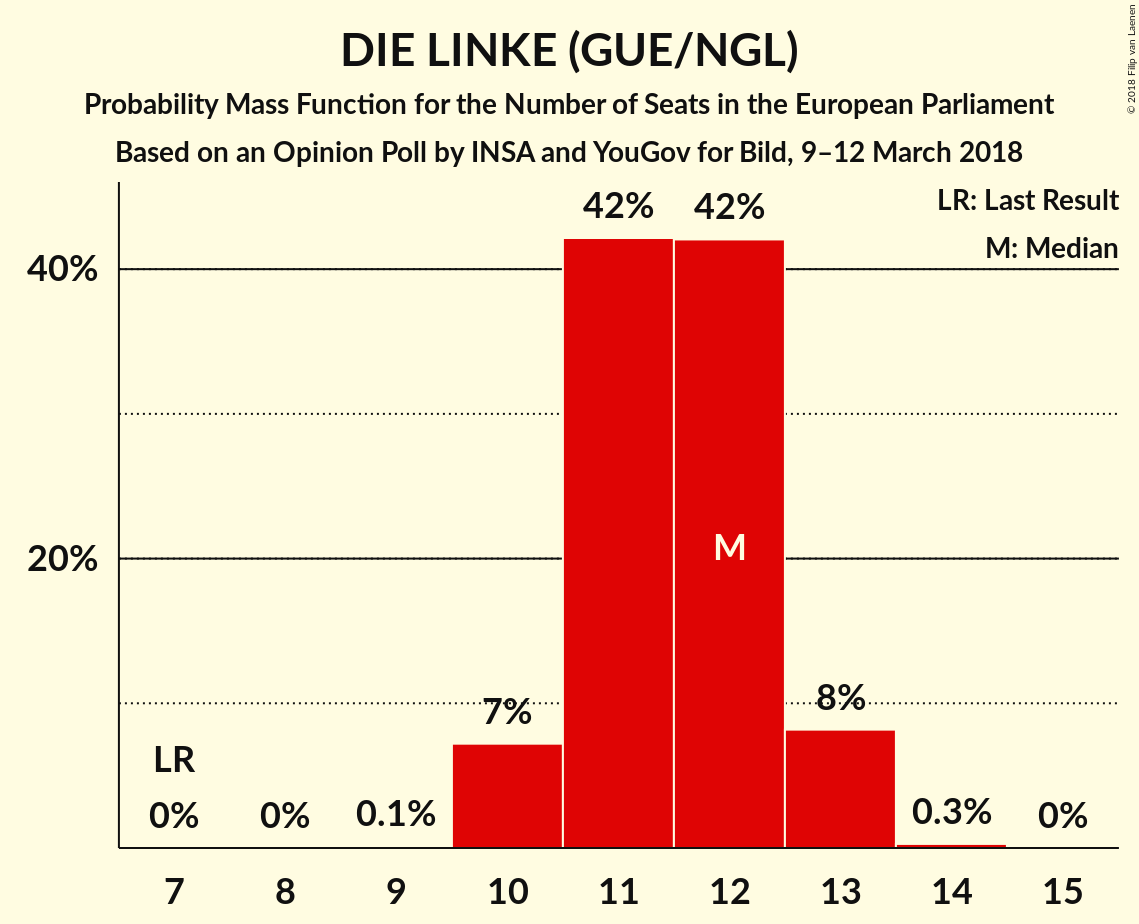 DIE LINKE (GUE/NGL)
Probability Mass Function for the Number of Seats in the European Parliament
Based on an Opinion Poll by INSA and YouGov for Bild, 9–12 March 2018
© 2018 Filip van Laenen
LR: Last Result
M: Median
42% 42%
40%
M
20%
7% 8%
LR
0% 0% 0.1% 0.3% 0%
7 8 9 10 11 12 13 14 15